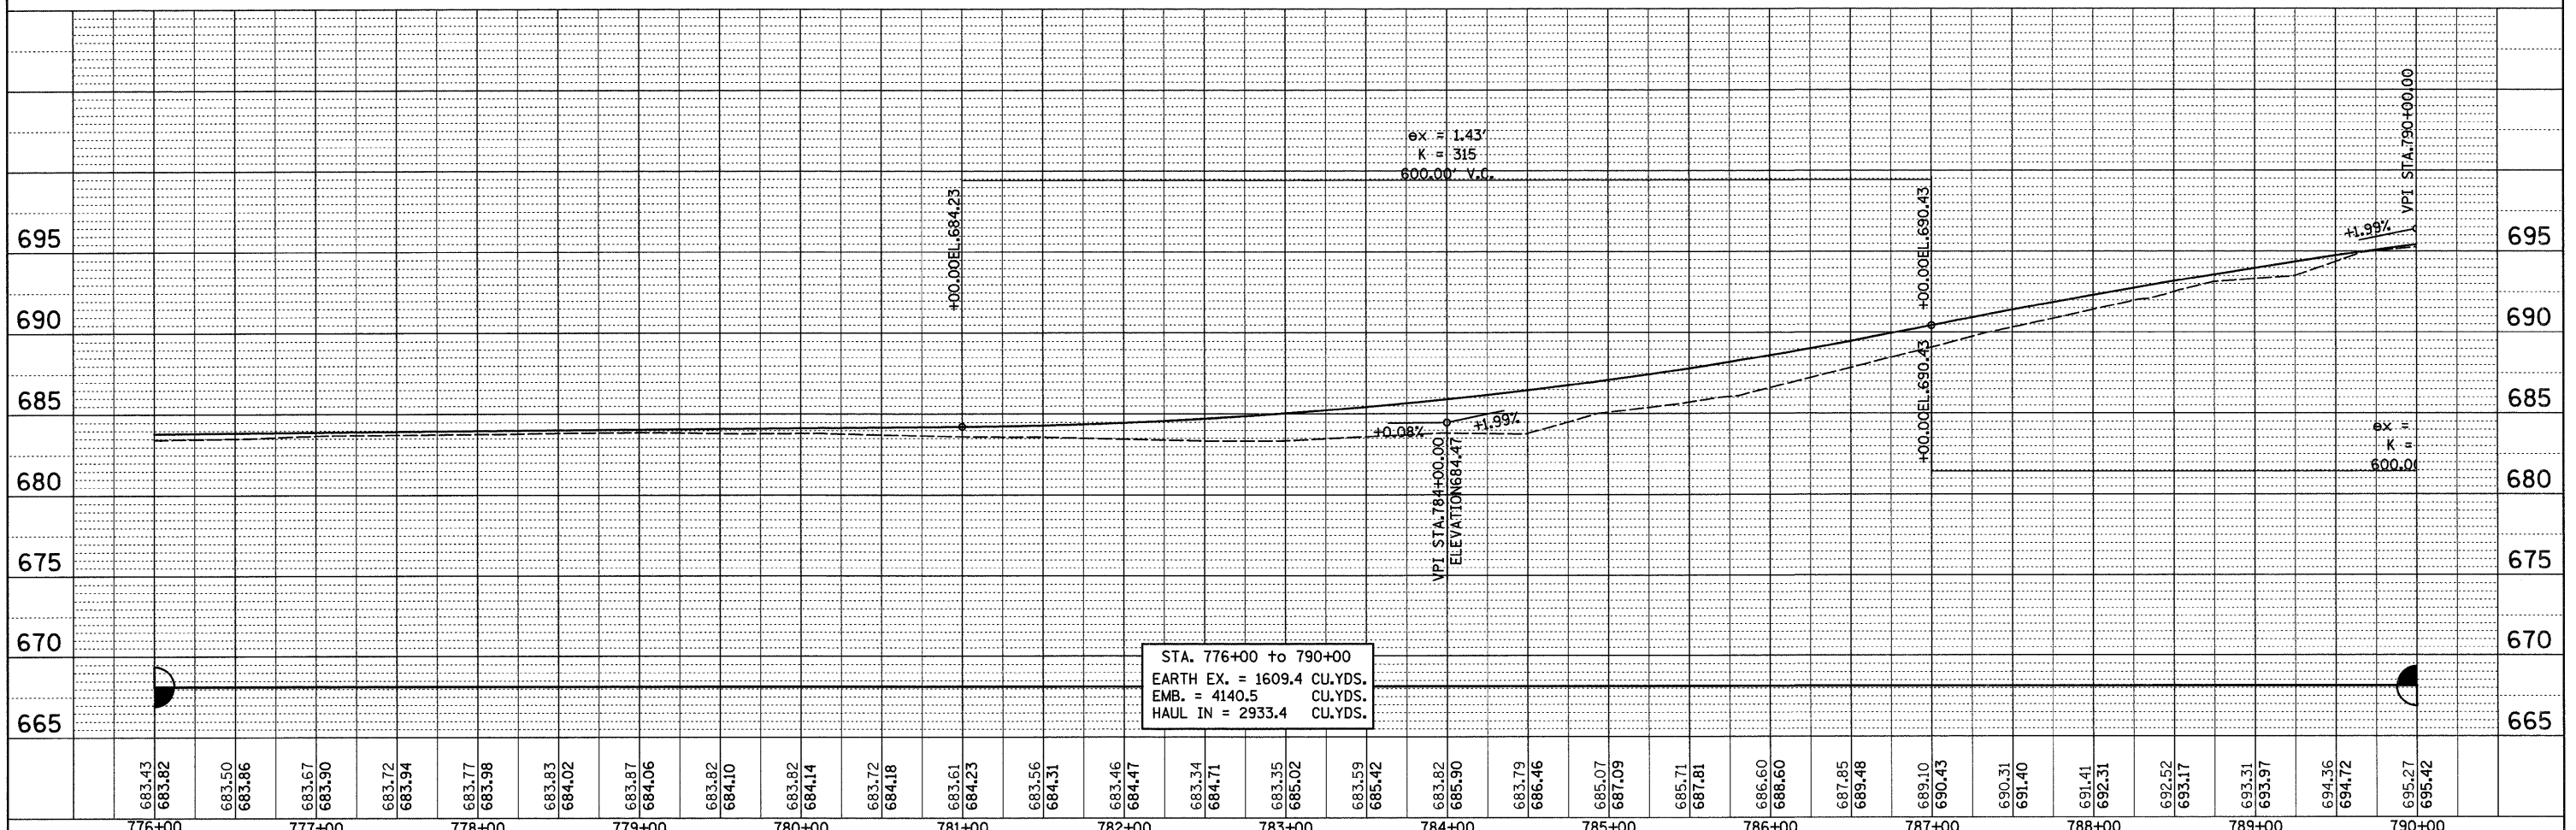 ex = 1.43'
K = 315
600.00' V.C.
+00.00EL.684.23
+00.00EL.690.43
VPI STA.790+00.00
+1.99%
695
695
690
690
+00.00EL.690.43
685
685
+0.08%
+1.99%
VPI STA.784+00.00
ELEVATION684.47
ex =
K =
600.00
680
680
675
675
670
670
STA. 776+00 to 790+00
EARTH EX. = 1609.4 CU.YDS.
EMB. = 4140.5 CU.YDS.
HAUL IN = 2933.4 CU.YDS.
665
665
683.43 683.50 683.67 683.72 683.77 683.83 683.87 683.82 683.82 683.72 683.61 683.56 683.46 683.34 683.35 683.59 683.82 683.79 685.07 685.71 686.60 687.85 689.10 690.31 691.41 692.52 693.31 694.36 695.27
683.82 683.86 683.90 683.94 683.98 684.02 684.06 684.10 684.14 684.18 684.23 684.31 684.47 684.71 685.02 685.42 685.90 686.46 687.09 687.81 688.60 689.48 690.43 691.40 692.31 693.17 693.97 694.72 695.42
776+00 777+00 778+00 779+00 780+00 781+00 782+00 783+00 784+00 785+00 786+00 787+00 788+00 789+00 790+00